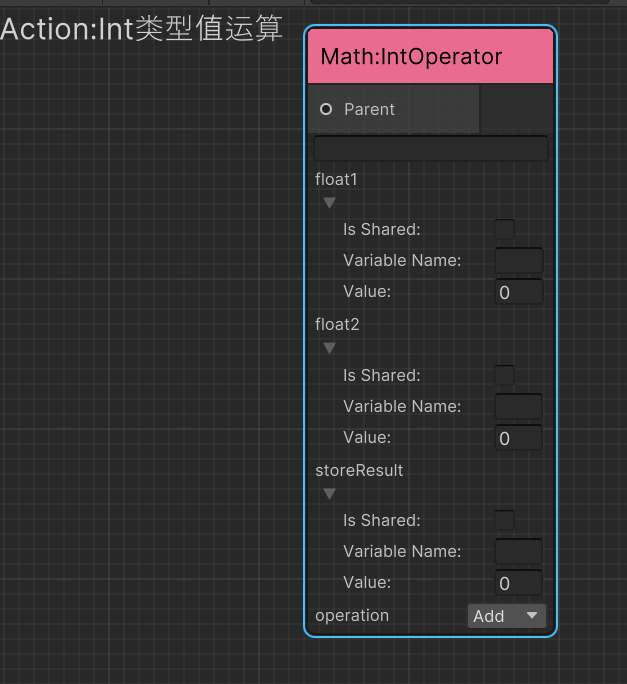 Action:Int类型值运算
Math:IntOperator
Parent
float1
Is Shared:
Variable Name:
Value: 0
float2
Is Shared:
Variable Name:
Value: 0
storeResult
Is Shared:
Variable Name:
Value: 0
operation Add